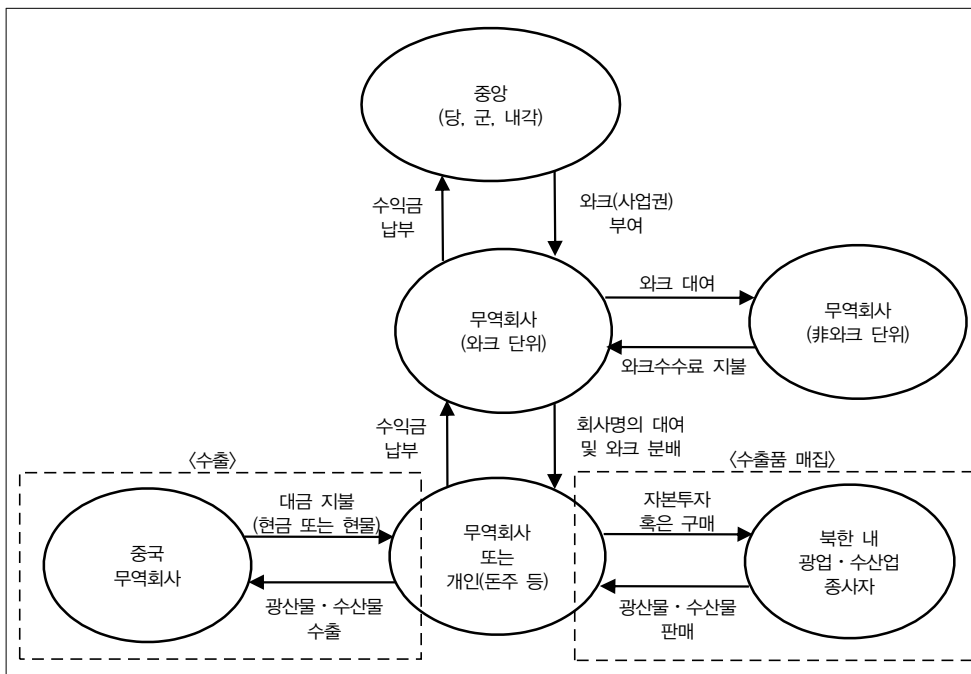 중앙
(당, 군, 내각)
수익금
납부
와크(사업권)
부여
무역회사
(와크 단위)
와크 대여
와크수수료 지불
무역회사
(非와크 단위)
수익금
납부
회사명의 대여
및 와크 분배
〈수출〉
〈수출품 매집〉
중국
무역회사
대금 지불
(현금 또는 현물)
광산물・수산물
수출
무역회사
또는
개인(돈주 등)
자본투자
혹은 구매
광산물・수산물
판매
북한 내
광업・수산업
종사자